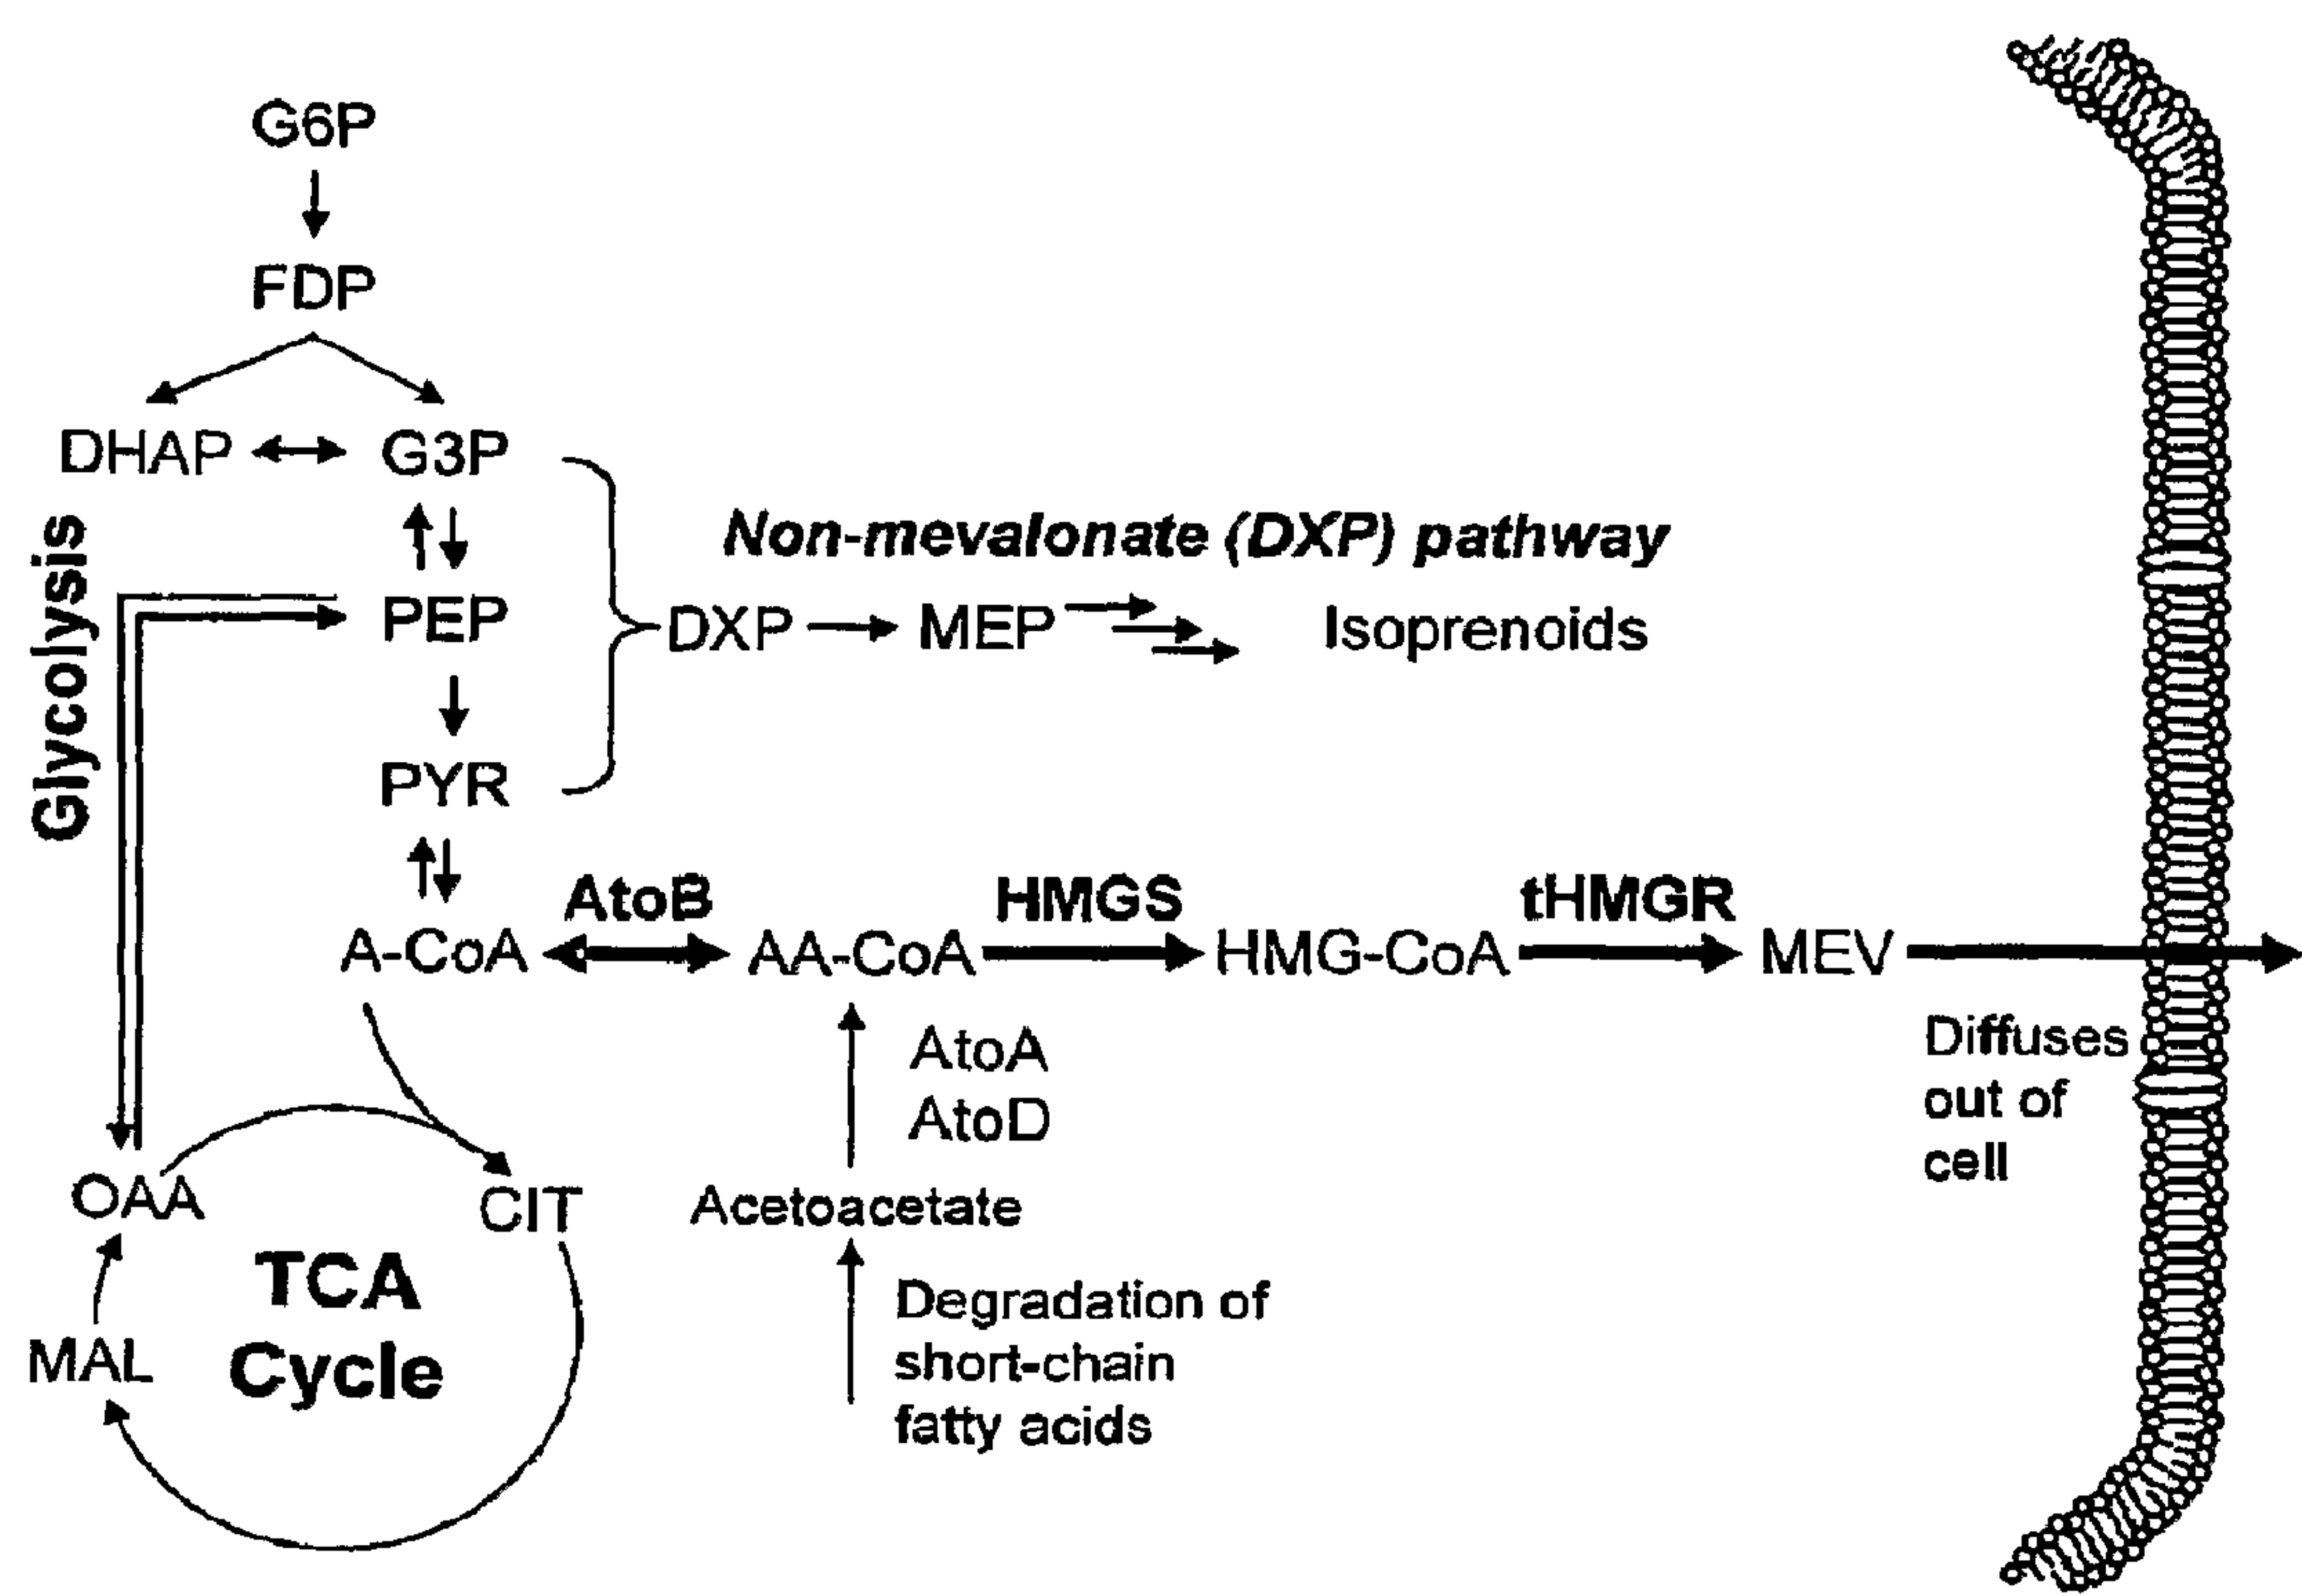 G6P
FDP
DHAP
G3P
Glycolysis
Non-mevalonate (DXP) pathway
PEP
DXP
MEP
Isoprenoids
PYR
AtoB
HMGS
tHMGR
A-CoA
AA-CoA
HMG-CoA
MEV
AtoA
AtoD
Diffuses
out of
cell
OAA
CIT
Acetoacetate
TCA
Cycle
MAL
Degradation of
short-chain
fatty acids